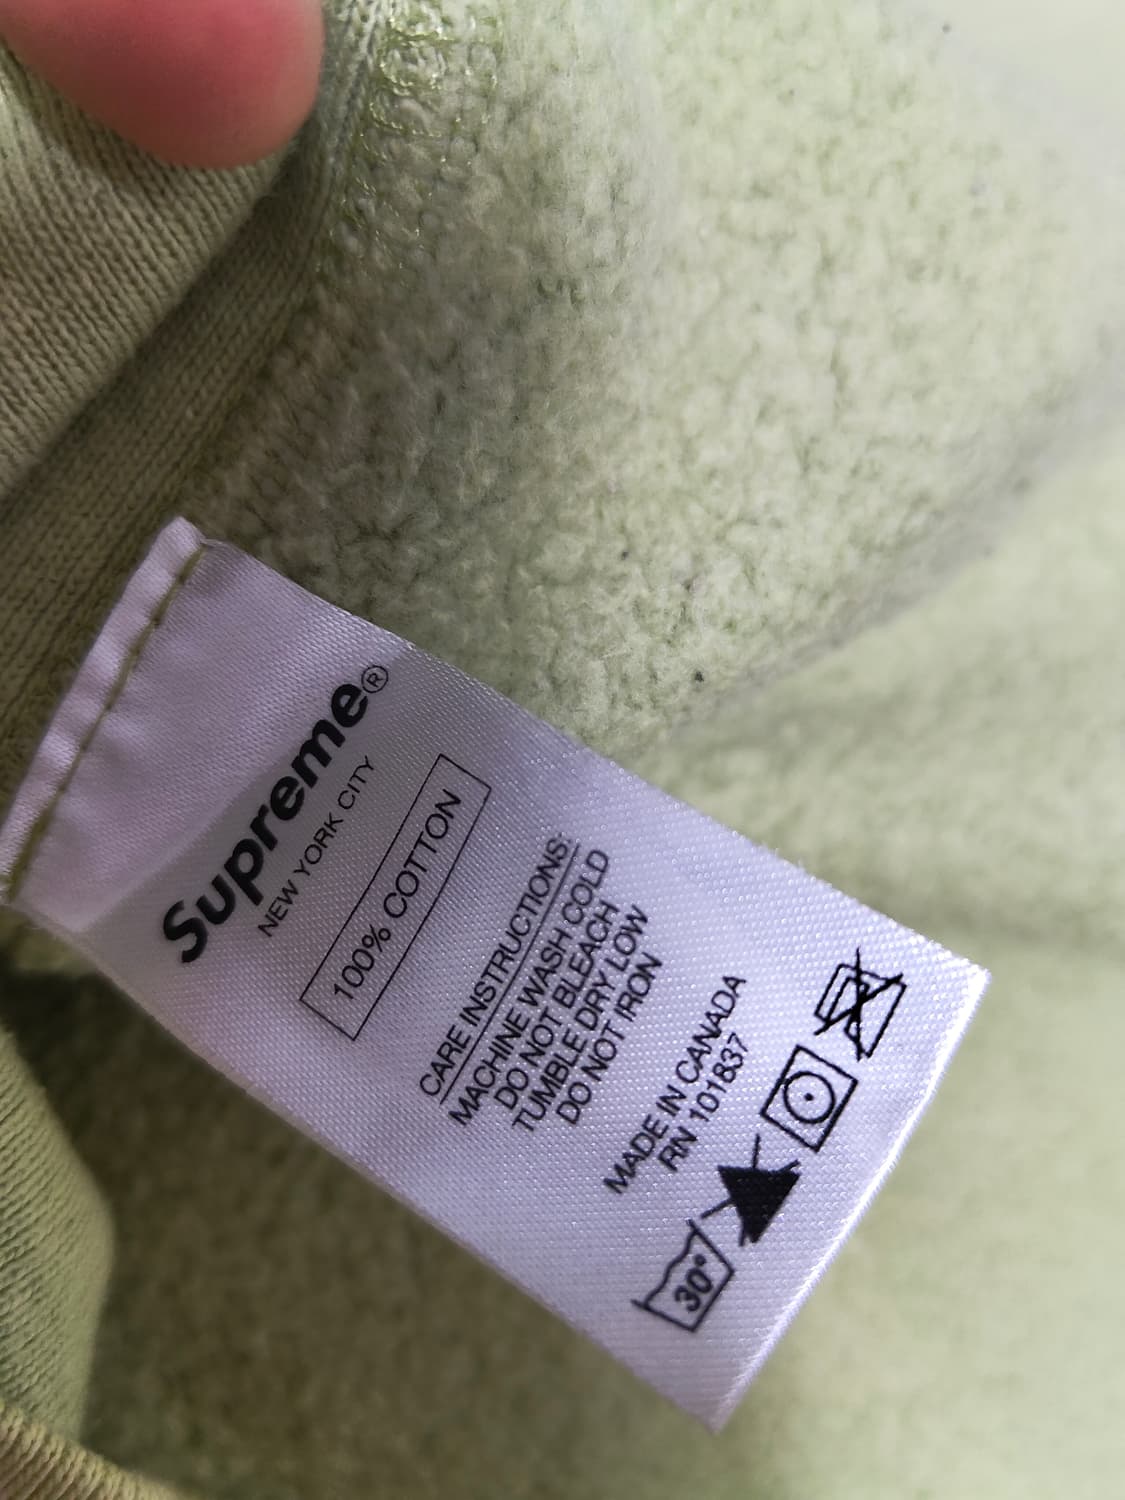 Supreme®
NEW YORK CITY
100% COTTON
CARE INSTRUCTIONS:
MACHINE WASH COLD
DO NOT BLEACH
TUMBLE DRY LOW
DO NOT IRON
MADE IN CANADA
RN 101837
30°